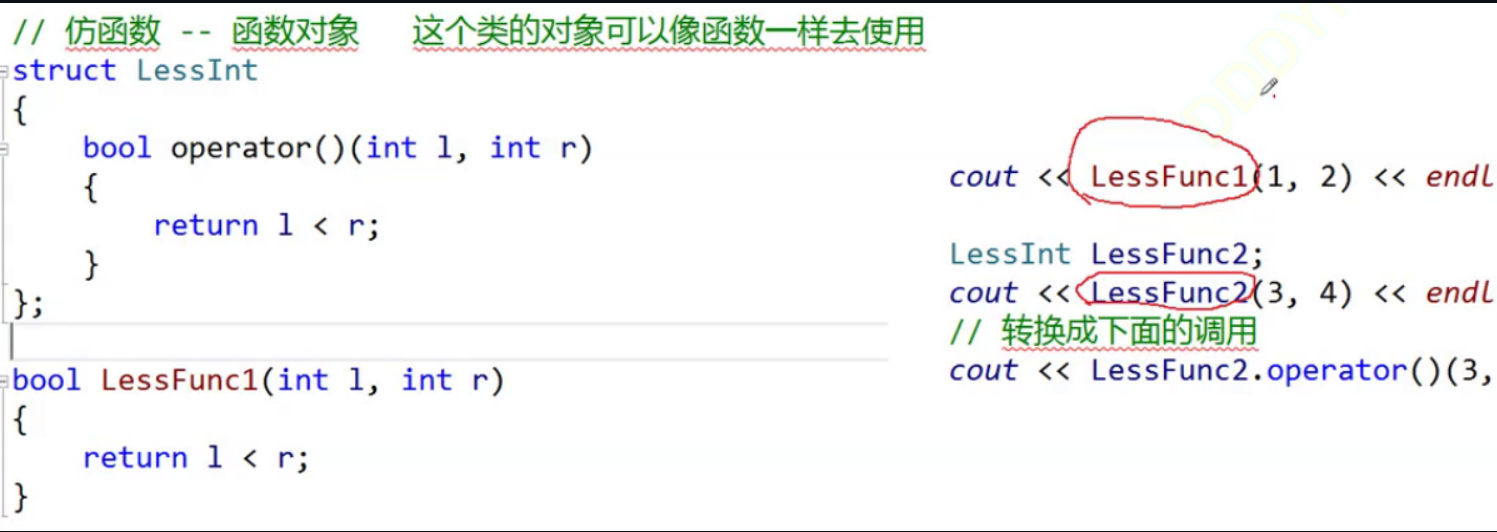 // 仿函数 -- 函数对象   这个类的对象可以像函数一样去使用
struct LessInt
{
    bool operator()(int l, int r)
    {
        return l < r;
    }
};
bool LessFunc1(int l, int r)
{
    return l < r;
}
cout << LessFunc1(1, 2) << endl
LessInt LessFunc2;
cout << LessFunc2(3, 4) << endl
// 转换成下面的调用
cout << LessFunc2.operator()(3,